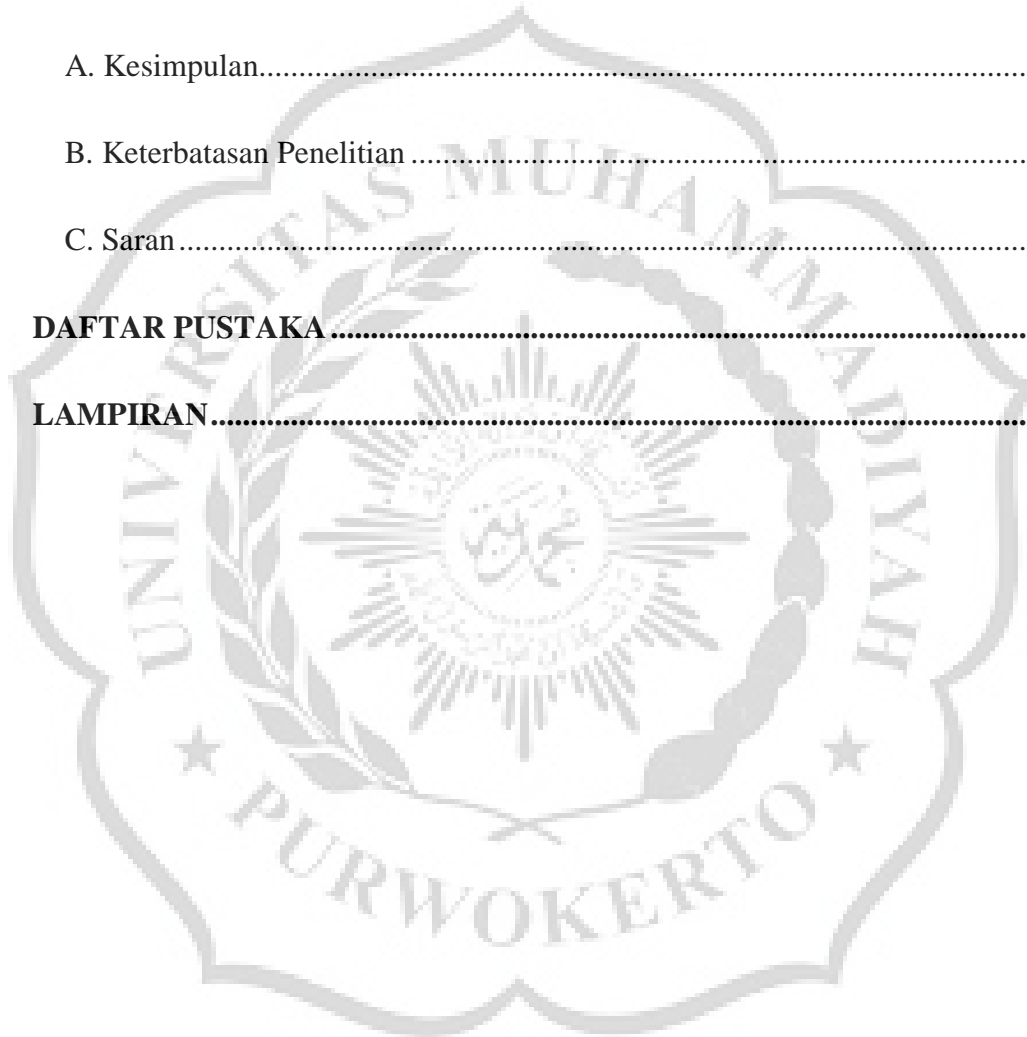 A. Kesimpulan................................................................................................
B. Keterbatasan Penelitian .............................................................................
C. Saran..........................................................................................................
DAFTAR PUSTAKA.......................................................................................
LAMPIRAN......................................................................................................
UNIVERSITAS MUHAMMADIYAH
★ PURWOKERTO ★